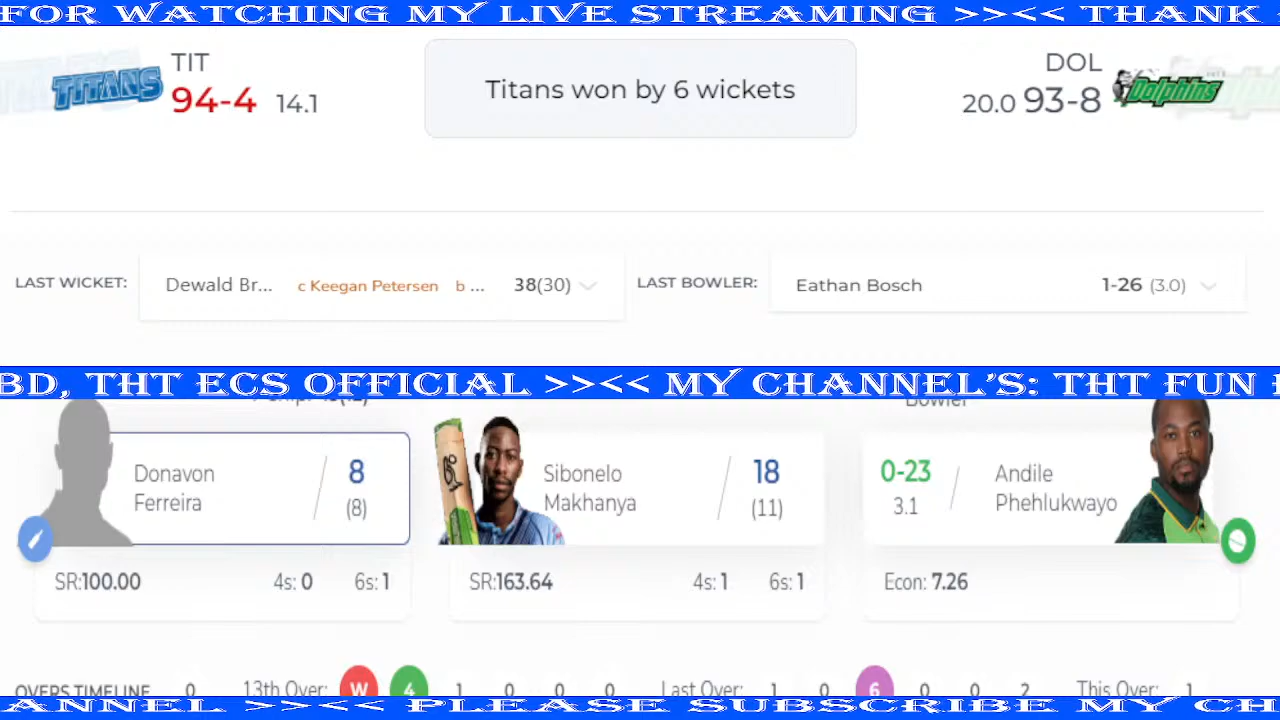 FOR WATCHING MY LIVE STREAMING >><< THANK
TITANS
TIT
94-4 14.1
Titans won by 6 wickets
DOL
20.0 93-8
Dolphins
LAST WICKET: Dewald Br... c Keegan Petersen b ... 38(30)
LAST BOWLER: Eathan Bosch 1-26 (3.0)
BD, THT ECS OFFICIAL >><< MY CHANNEL'S: THT FUN
Bowler
Donavon
Ferreira
8
(8)
Sibonelo
Makhanya
18
(11)
0-23
3.1
Andile
Phehlukwayo
SR:100.00 4s: 0 6s: 1
SR:163.64 4s: 1 6s: 1
Econ: 7.26
OVERS TIMELINE 0 13th Over: W 4 1 0 0 0 Last Over: 1 0 6 0 0 2 This Over: 1
ANNEL >><< PLEASE SUBSCRIBE MY CH